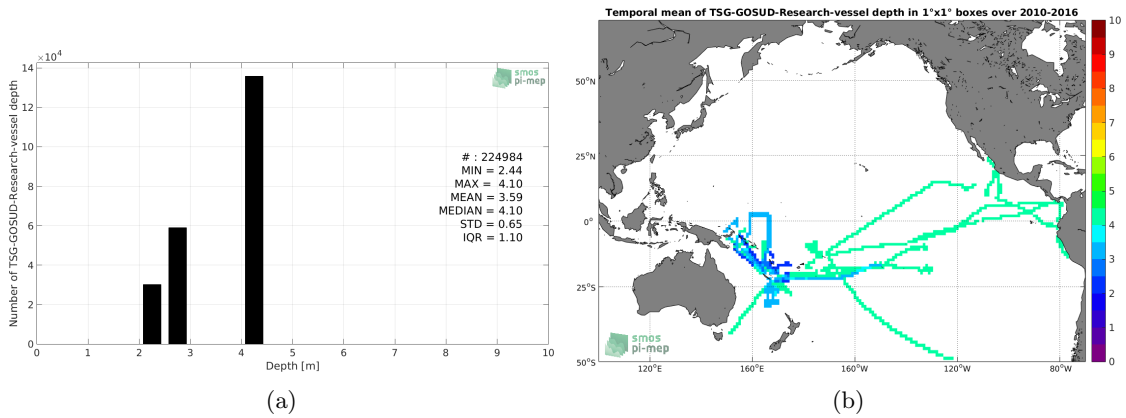 ×10⁴
14
12
10
8
6
4
2
0
0 1 2 3 4 5 6 7 8 9 10
Number of TSG-GOSUD-Research-vessel depth
Depth [m]
smos
pi-mep
# : 224984
MIN = 2.44
MAX = 4.10
MEAN = 3.59
MEDIAN = 4.10
STD = 0.65
IQR = 1.10
(a)
Temporal mean of TSG-GOSUD-Research-vessel depth in 1°x1° boxes over 2010-2016
50°N
25°N
0°
25°S
50°S
120°E 160°E 160°W 120°W 80°W
smos
pi-mep
10
9
8
7
6
5
4
3
2
1
0
(b)